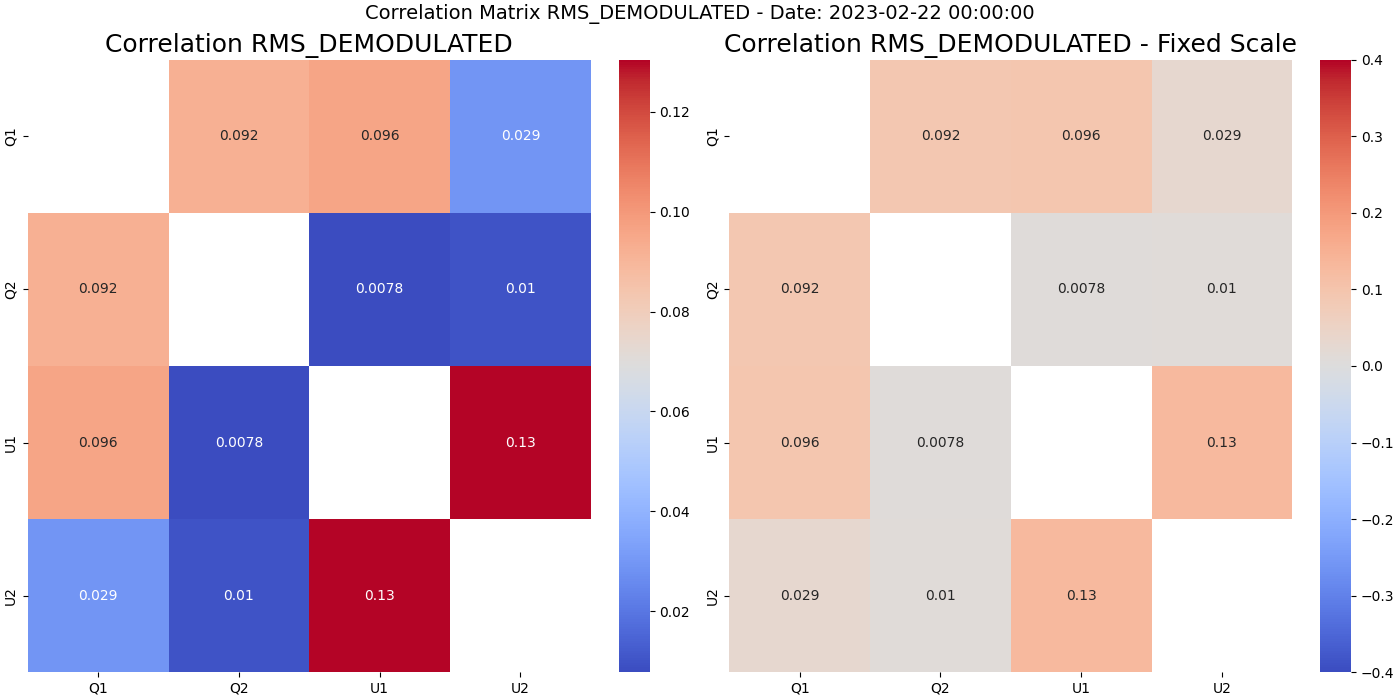 Correlation Matrix RMS_DEMODULATED - Date: 2023-02-22 00:00:00
Correlation RMS_DEMODULATED
Q1
0.092
0.096
0.029
Q2
0.092
0.0078
0.01
U1
0.096
0.0078
0.13
U2
0.029
0.01
0.13
Q1
Q2
U1
U2
0.12
0.10
0.08
0.06
0.04
0.02
Correlation RMS_DEMODULATED - Fixed Scale
Q1
0.092
0.096
0.029
Q2
0.092
0.0078
0.01
U1
0.096
0.0078
0.13
U2
0.029
0.01
0.13
Q1
Q2
U1
U2
0.4
0.3
0.2
0.1
0.0
−0.1
−0.2
−0.3
−0.4